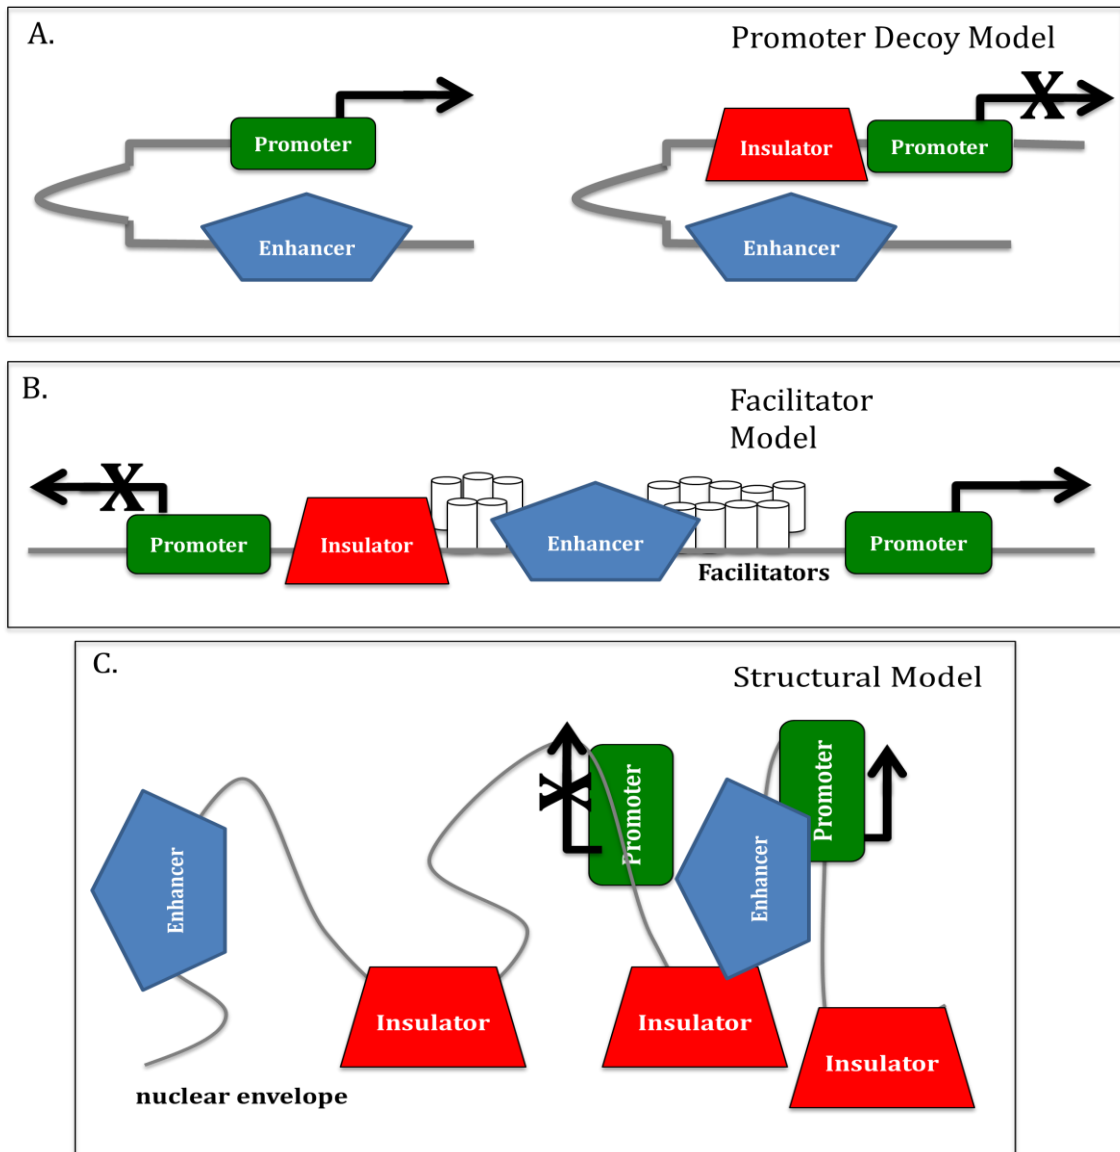 A.
Promoter Decoy Model
Promoter
X
Insulator
Promoter
Enhancer
Enhancer
B.
Facilitator
Model
X
Promoter
Insulator
Enhancer
Promoter
Facilitators
C.
Structural Model
Promoter
Promoter
X
Enhancer
Enhancer
Insulator
Insulator
Insulator
nuclear envelope